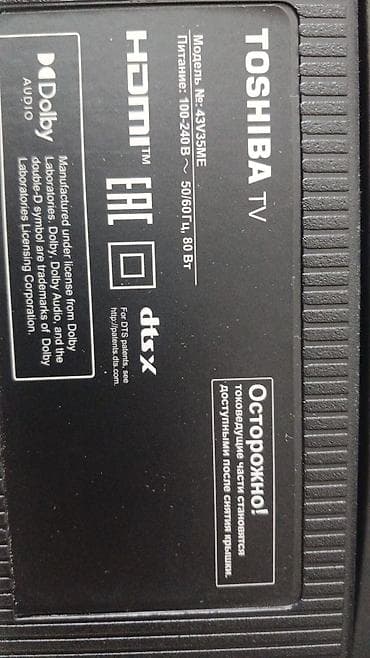 TOSHIBA TV
Модель №: 43V35ME
Питание: 100-240 В ~ 50/60 Гц, 80 Вт
HDMI™
EAC
dts X
For DTS patents, see
http://patents.dts.com.
Dolby
AUDIO
Manufactured under license from Dolby
Laboratories. Dolby, Dolby Audio, and the
double-D symbol are trademarks of Dolby
Laboratories Licensing Corporation.
Осторожно!
токоведущие части становятся
доступными после снятия крышки.